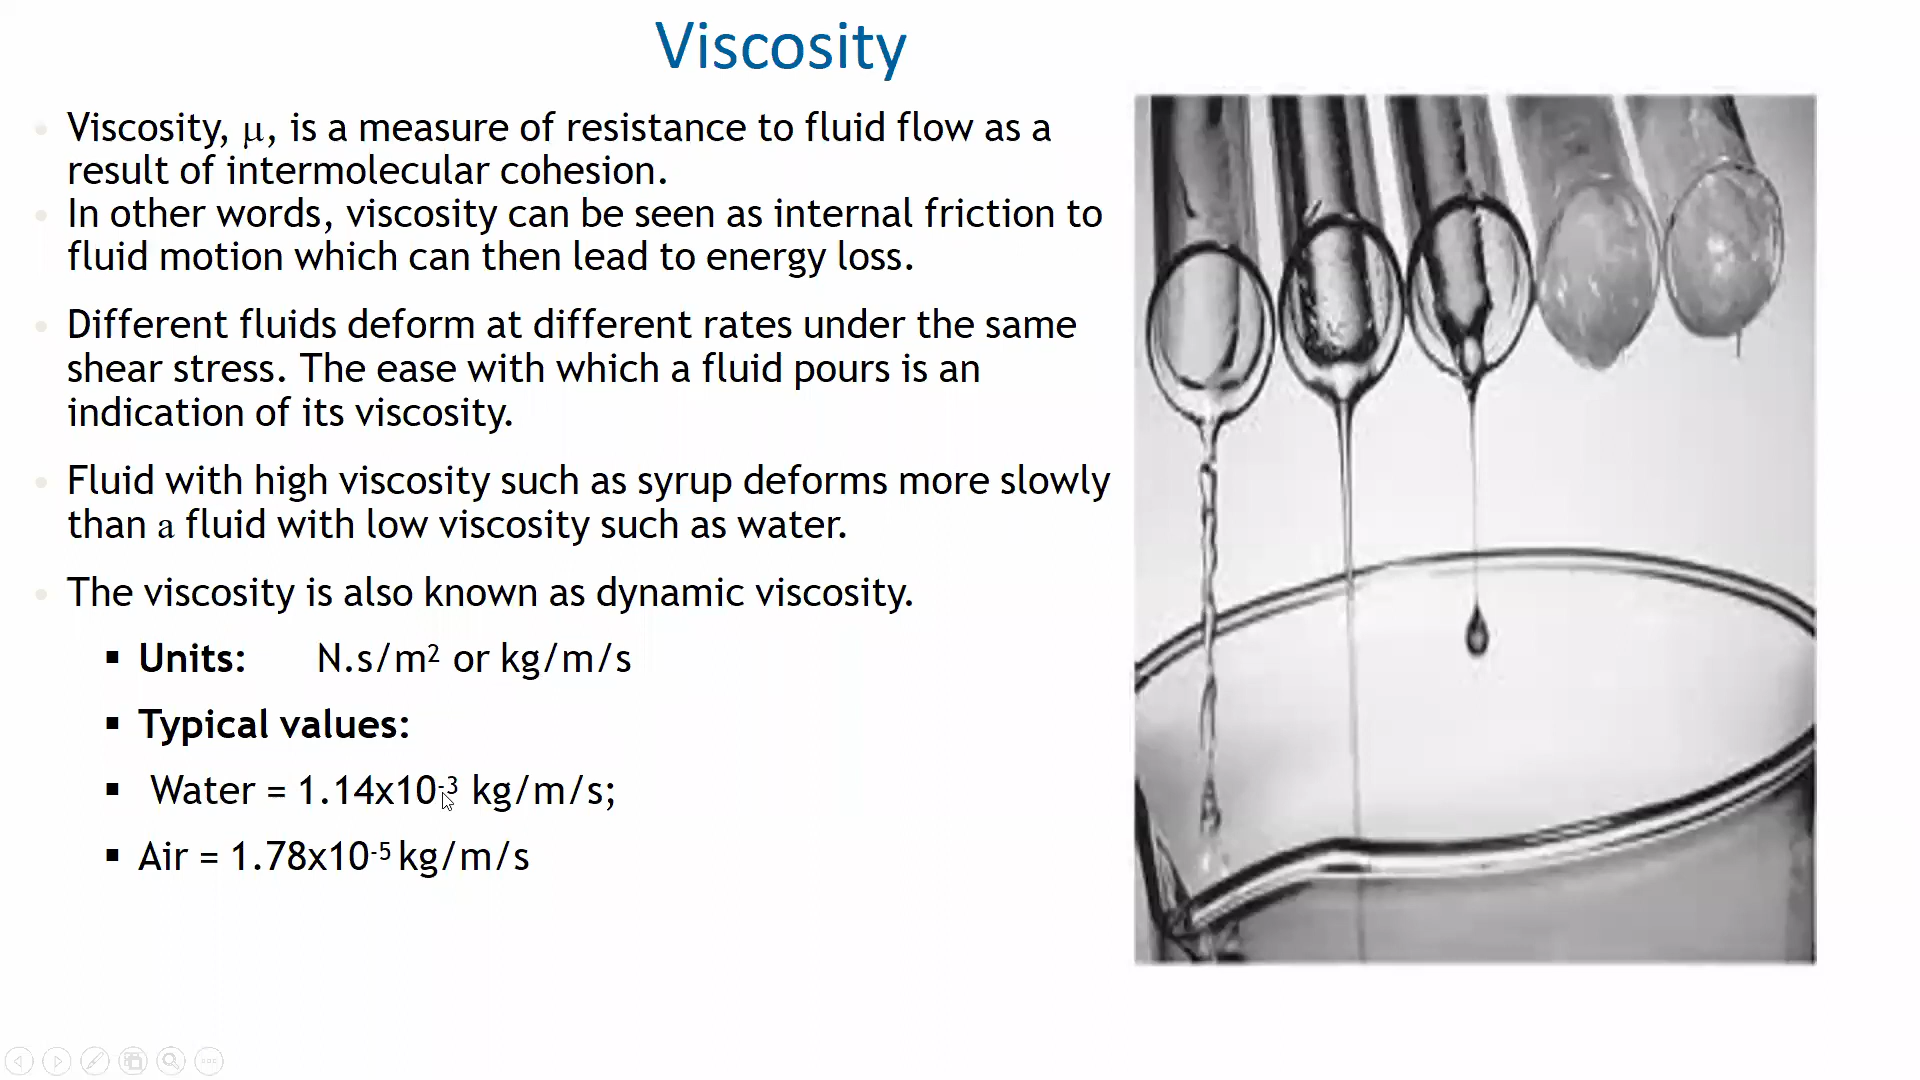 Viscosity
Viscosity, μ, is a measure of resistance to fluid flow as a
result of intermolecular cohesion.
In other words, viscosity can be seen as internal friction to
fluid motion which can then lead to energy loss.
Different fluids deform at different rates under the same
shear stress. The ease with which a fluid pours is an
indication of its viscosity.
Fluid with high viscosity such as syrup deforms more slowly
than a fluid with low viscosity such as water.
The viscosity is also known as dynamic viscosity.
Units: N.s/m² or kg/m/s
Typical values:
Water = 1.14x10⁻³ kg/m/s;
Air = 1.78x10⁻⁵ kg/m/s